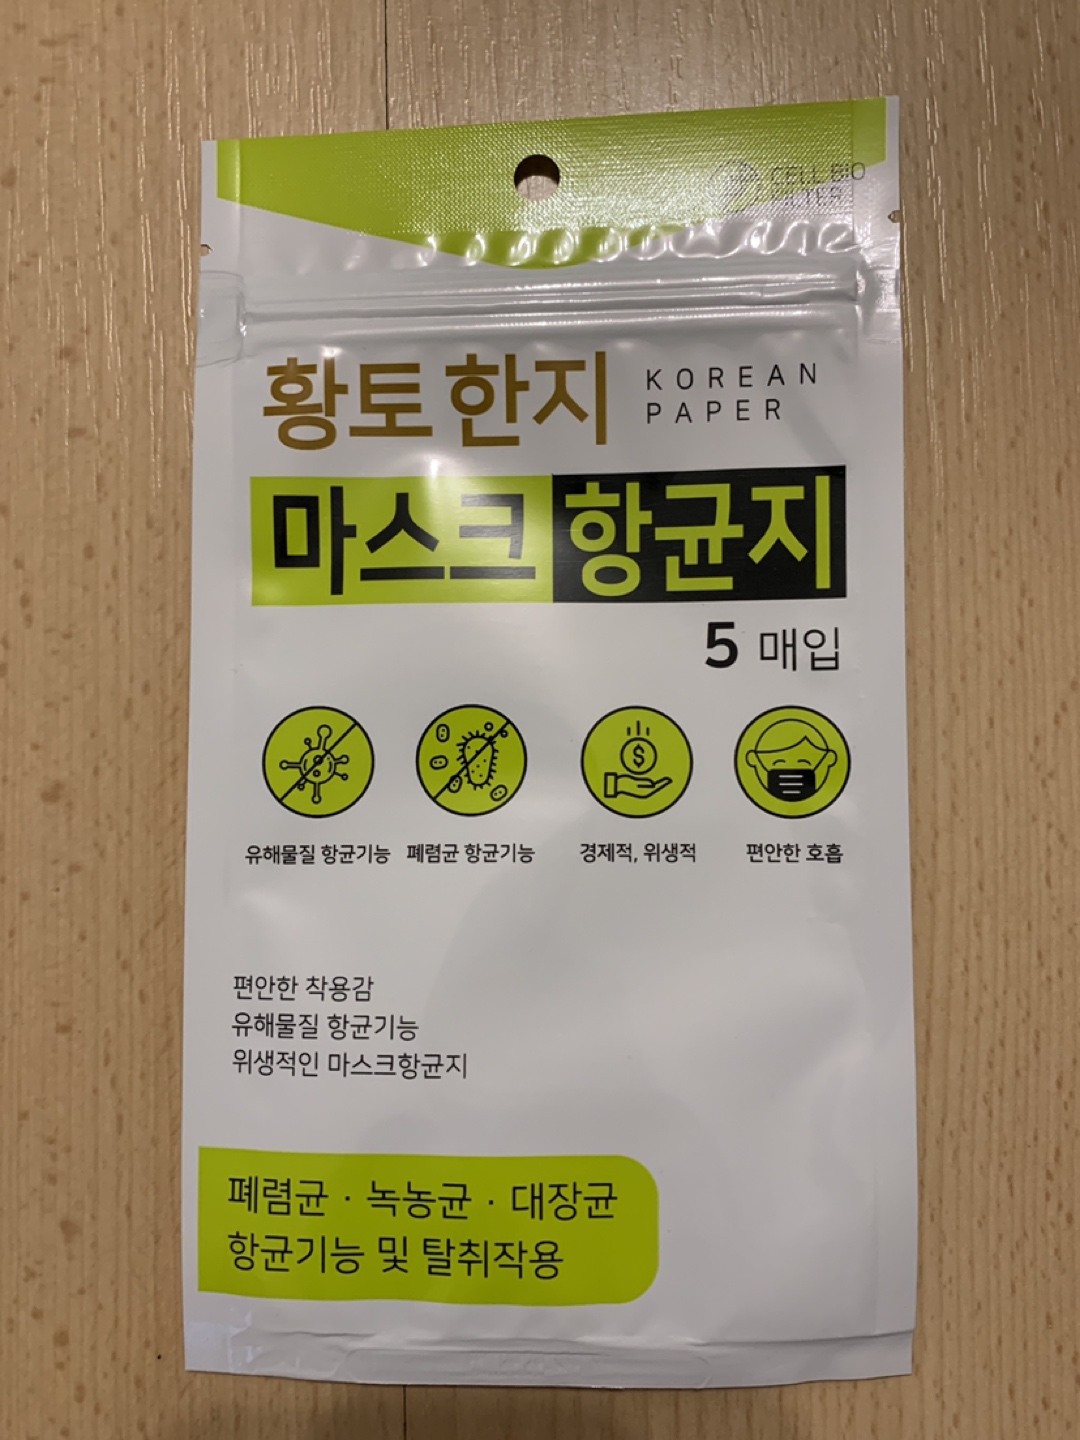 CELL BIO
FILTER
황토 한지
KOREAN
PAPER
마스크 항균지
5 매입
유해물질 항균기능
폐렴균 항균기능
경제적, 위생적
편안한 호흡
편안한 착용감
유해물질 항균기능
위생적인 마스크항균지
폐렴균 · 녹농균 · 대장균
항균기능 및 탈취작용